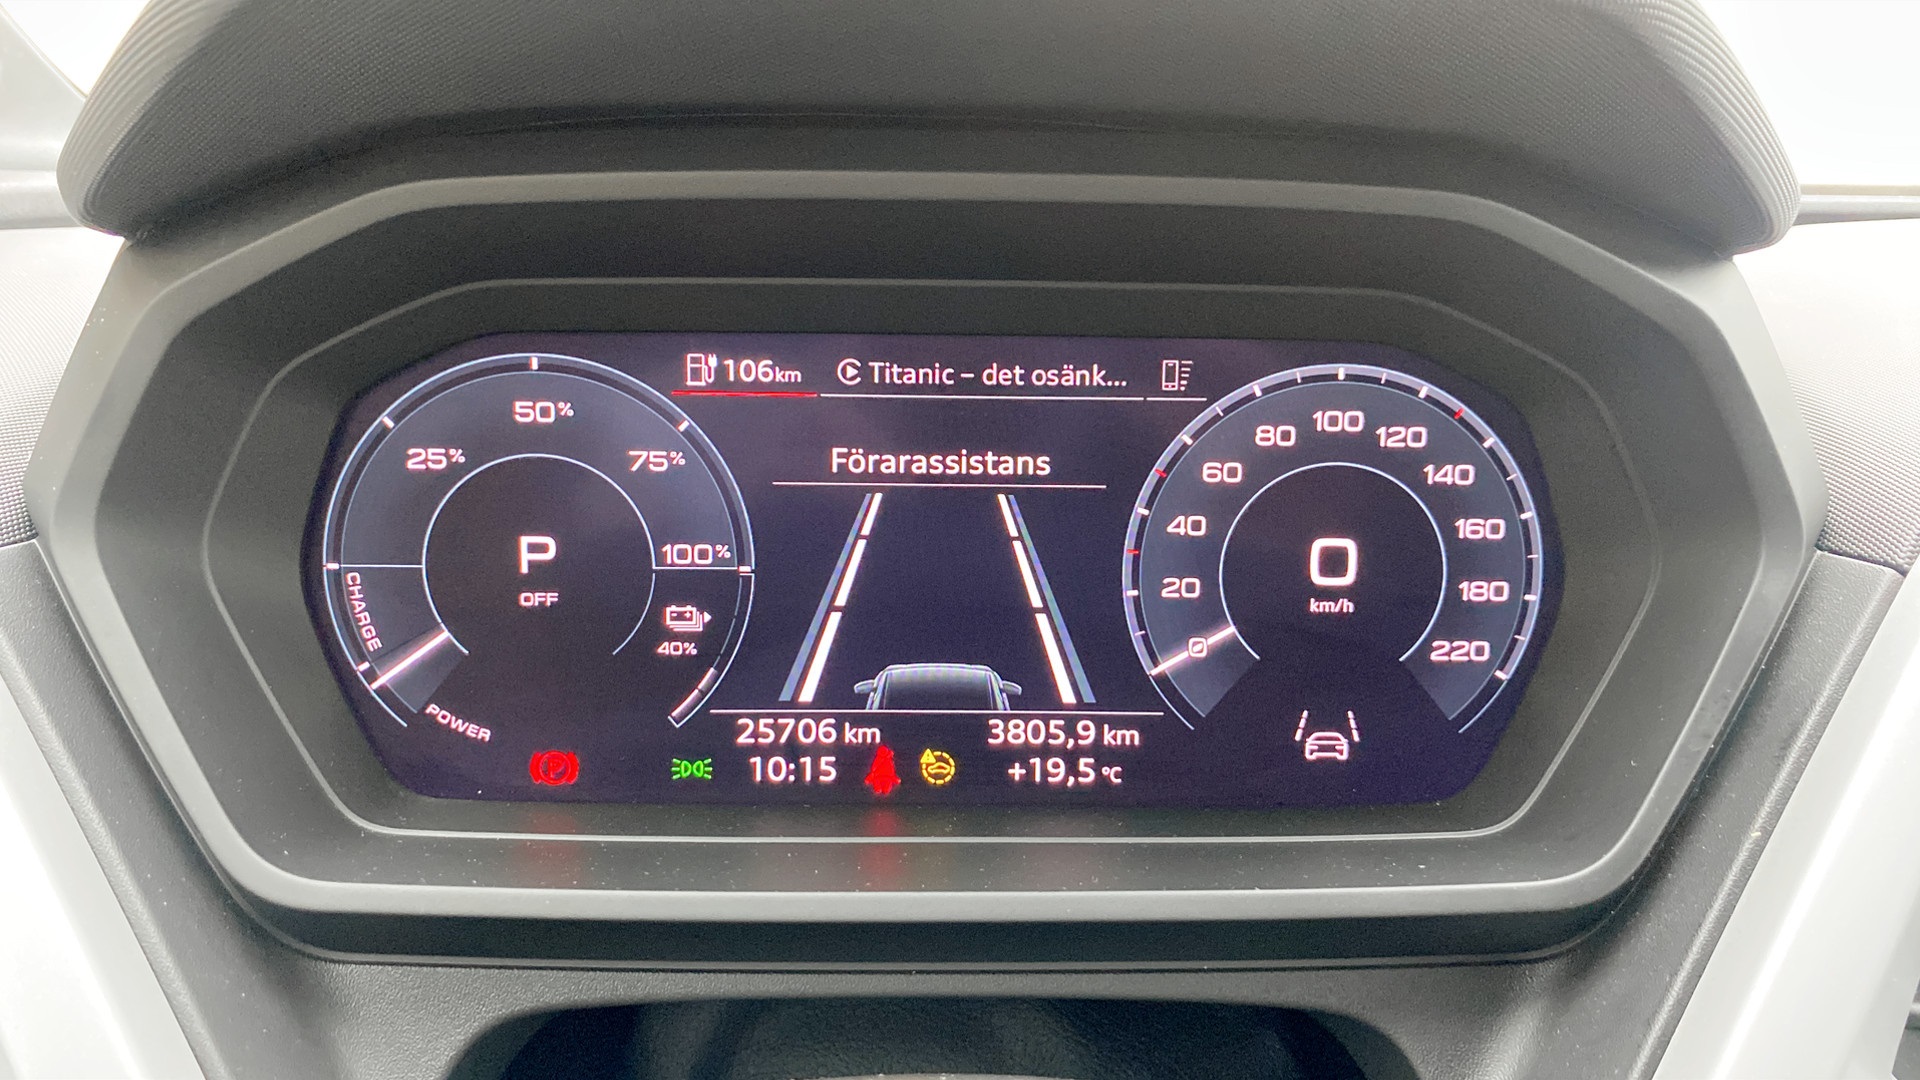 106km
Titanic – det osänk...
Förarassistans
25%
50%
75%
100%
P
OFF
CHARGE
POWER
40%
20
40
60
80
100
120
140
160
180
220
0
km/h
25706 km
3805,9 km
10:15
+19,5 °C
P